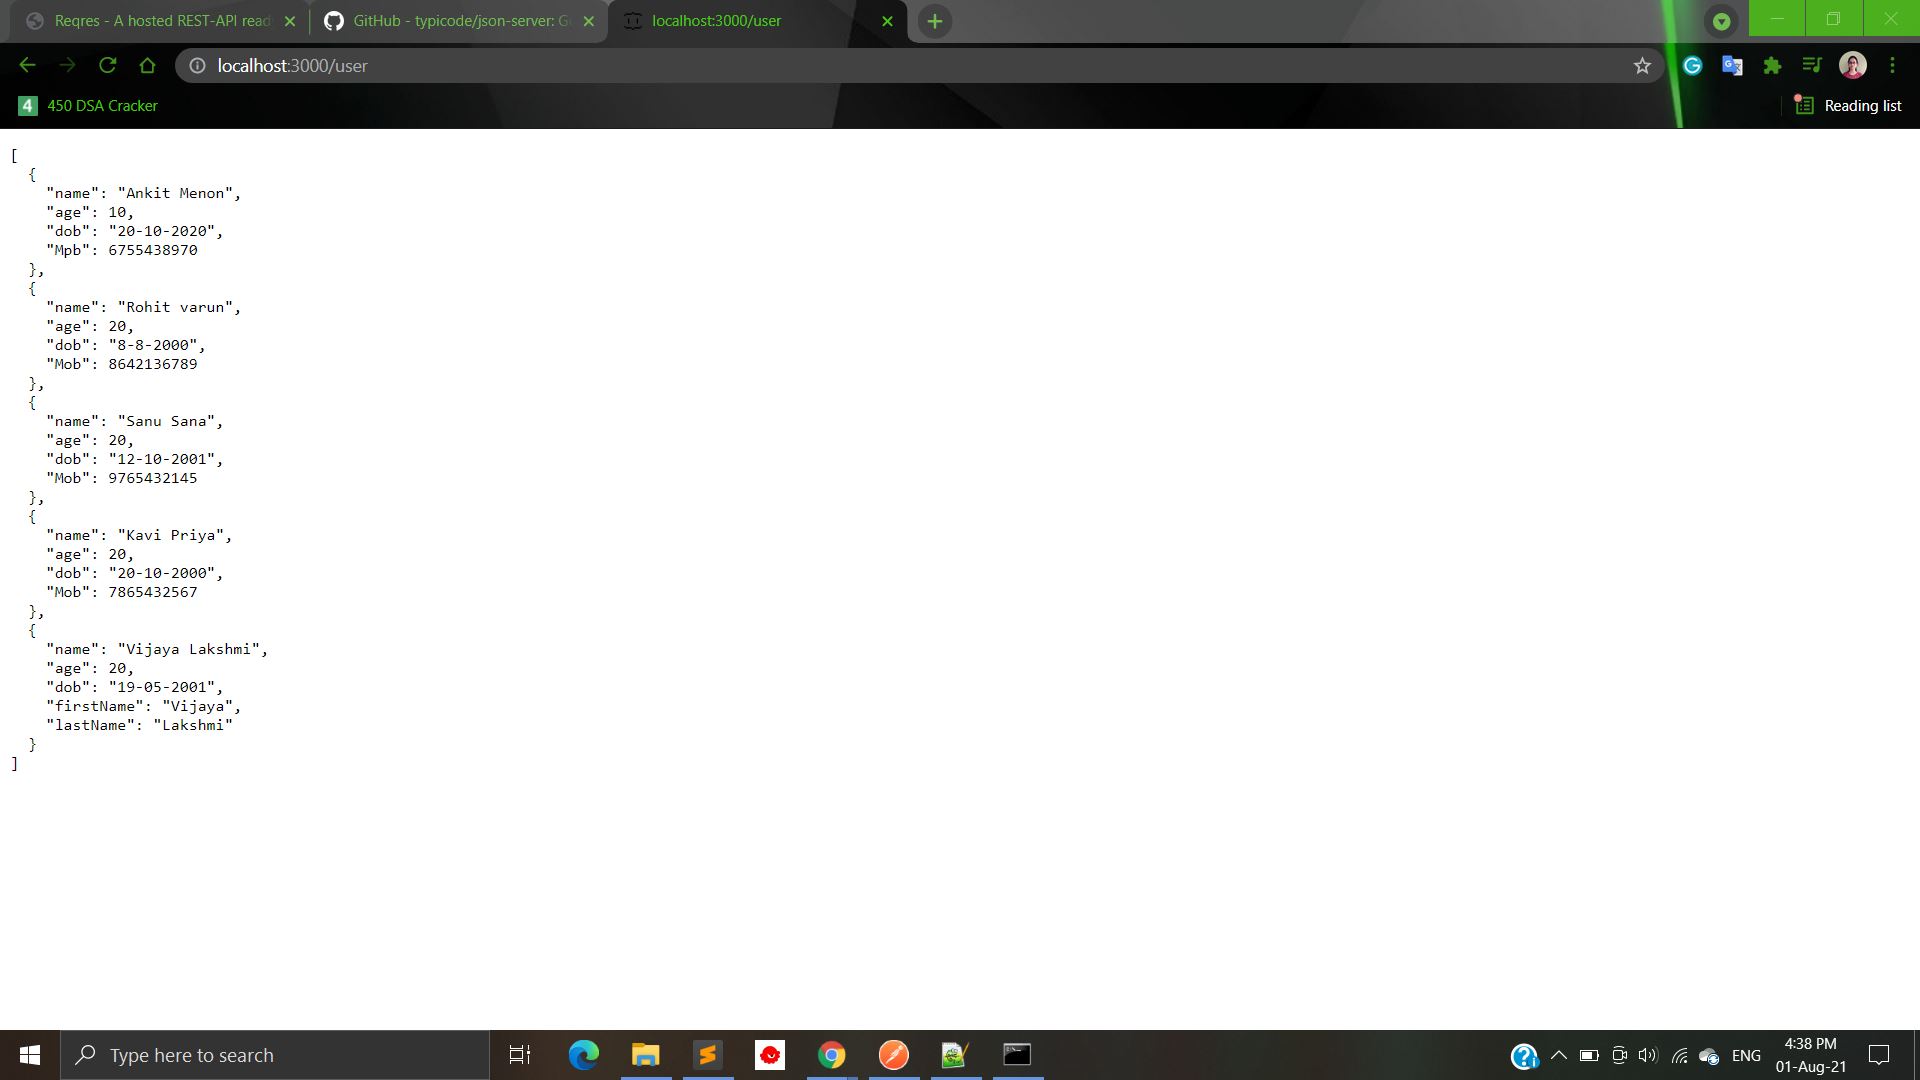 Reqres - A hosted REST-API read
GitHub - typicode/json-server: G
localhost:3000/user
localhost:3000/user
4 450 DSA Cracker
Reading list
[
{
"name": "Ankit Menon",
"age": 10,
"dob": "20-10-2020",
"Mpb": 6755438970
},
{
"name": "Rohit varun",
"age": 20,
"dob": "8-8-2000",
"Mob": 8642136789
},
{
"name": "Sanu Sana",
"age": 20,
"dob": "12-10-2001",
"Mob": 9765432145
},
{
"name": "Kavi Priya",
"age": 20,
"dob": "20-10-2000",
"Mob": 7865432567
},
{
"name": "Vijaya Lakshmi",
"age": 20,
"dob": "19-05-2001",
"firstName": "Vijaya",
"lastName": "Lakshmi"
}
]
Type here to search
ENG
4:38 PM
01-Aug-21